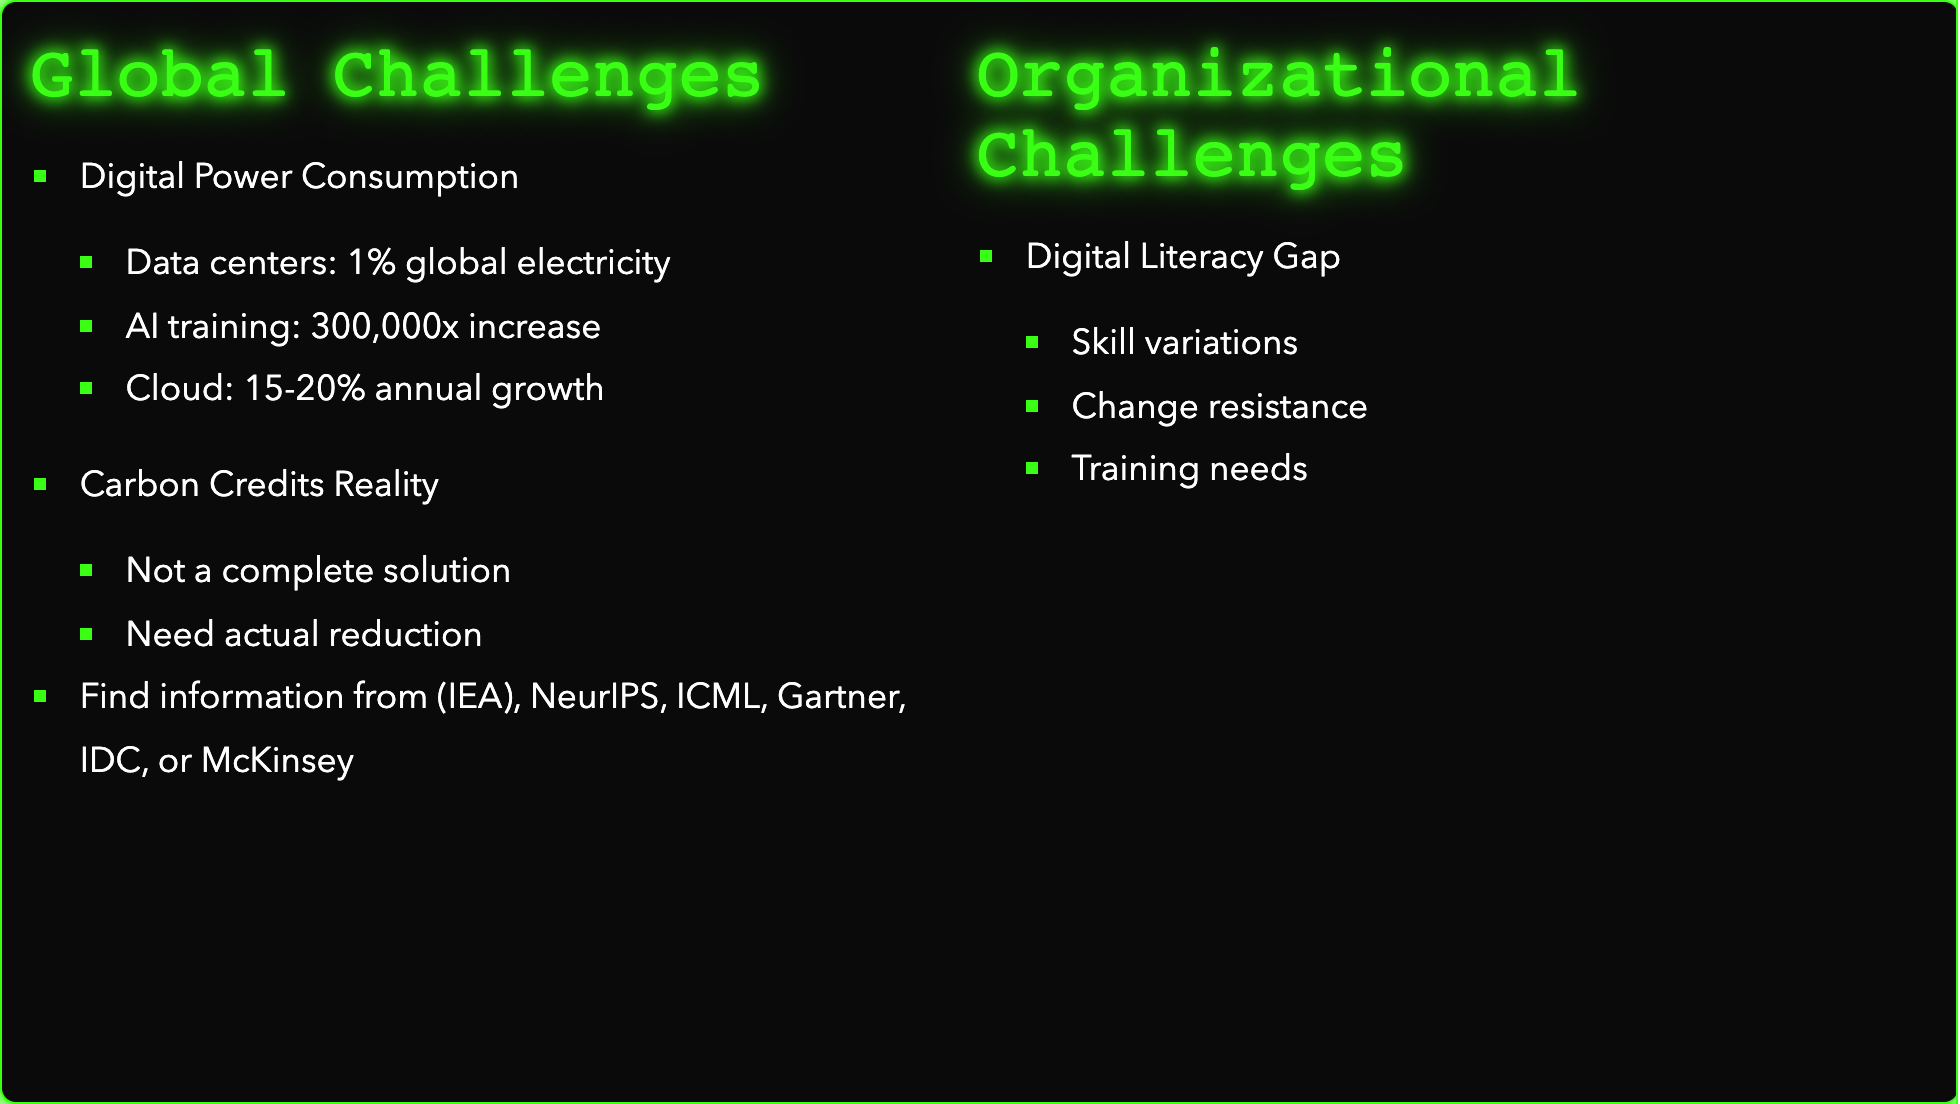 Global Challenges
Digital Power Consumption
Data centers: 1% global electricity
AI training: 300,000x increase
Cloud: 15-20% annual growth
Carbon Credits Reality
Not a complete solution
Need actual reduction
Find information from (IEA), NeurIPS, ICML, Gartner,
IDC, or McKinsey
Organizational
Challenges
Digital Literacy Gap
Skill variations
Change resistance
Training needs